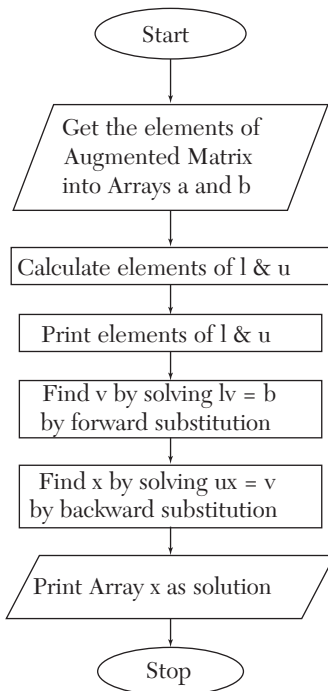 Start
Get the elements of
Augmented Matrix
into Arrays a and b
Calculate elements of l & u
Print elements of l & u
Find v by solving lv = b
by forward substitution
Find x by solving ux = v
by backward substitution
Print Array x as solution
Stop